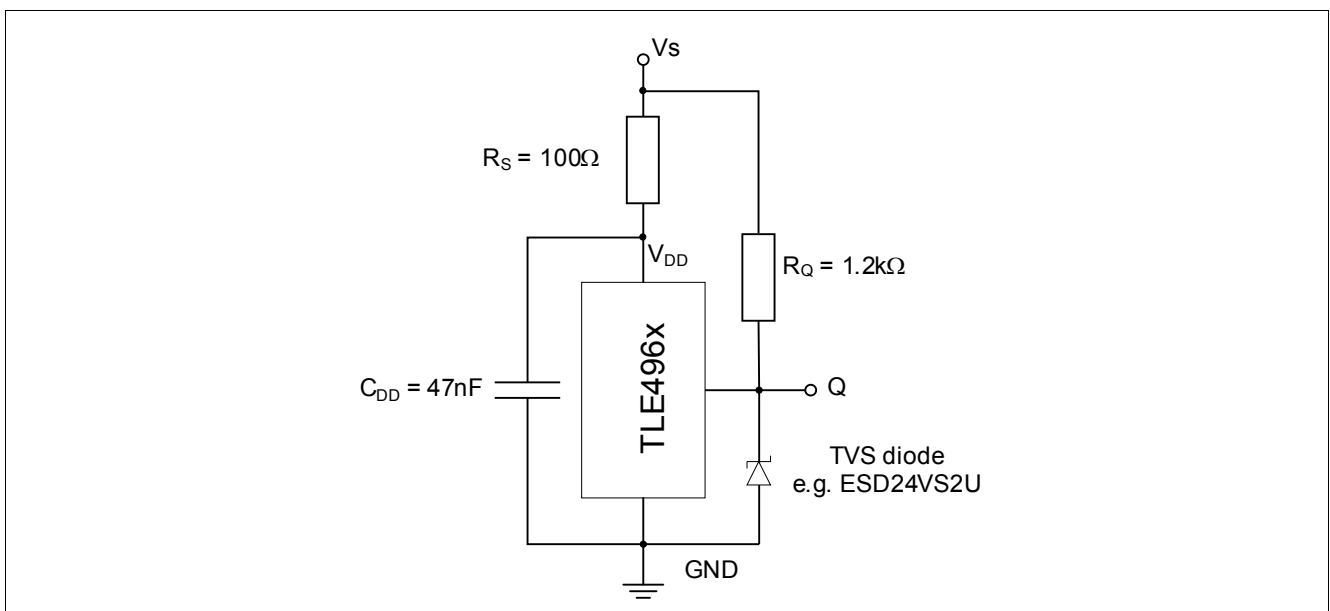 Vs
R_S = 100Ω
V_DD
R_Q = 1.2kΩ
TLE496x
C_DD = 47nF
Q
TVS diode
e.g. ESD24VS2U
GND